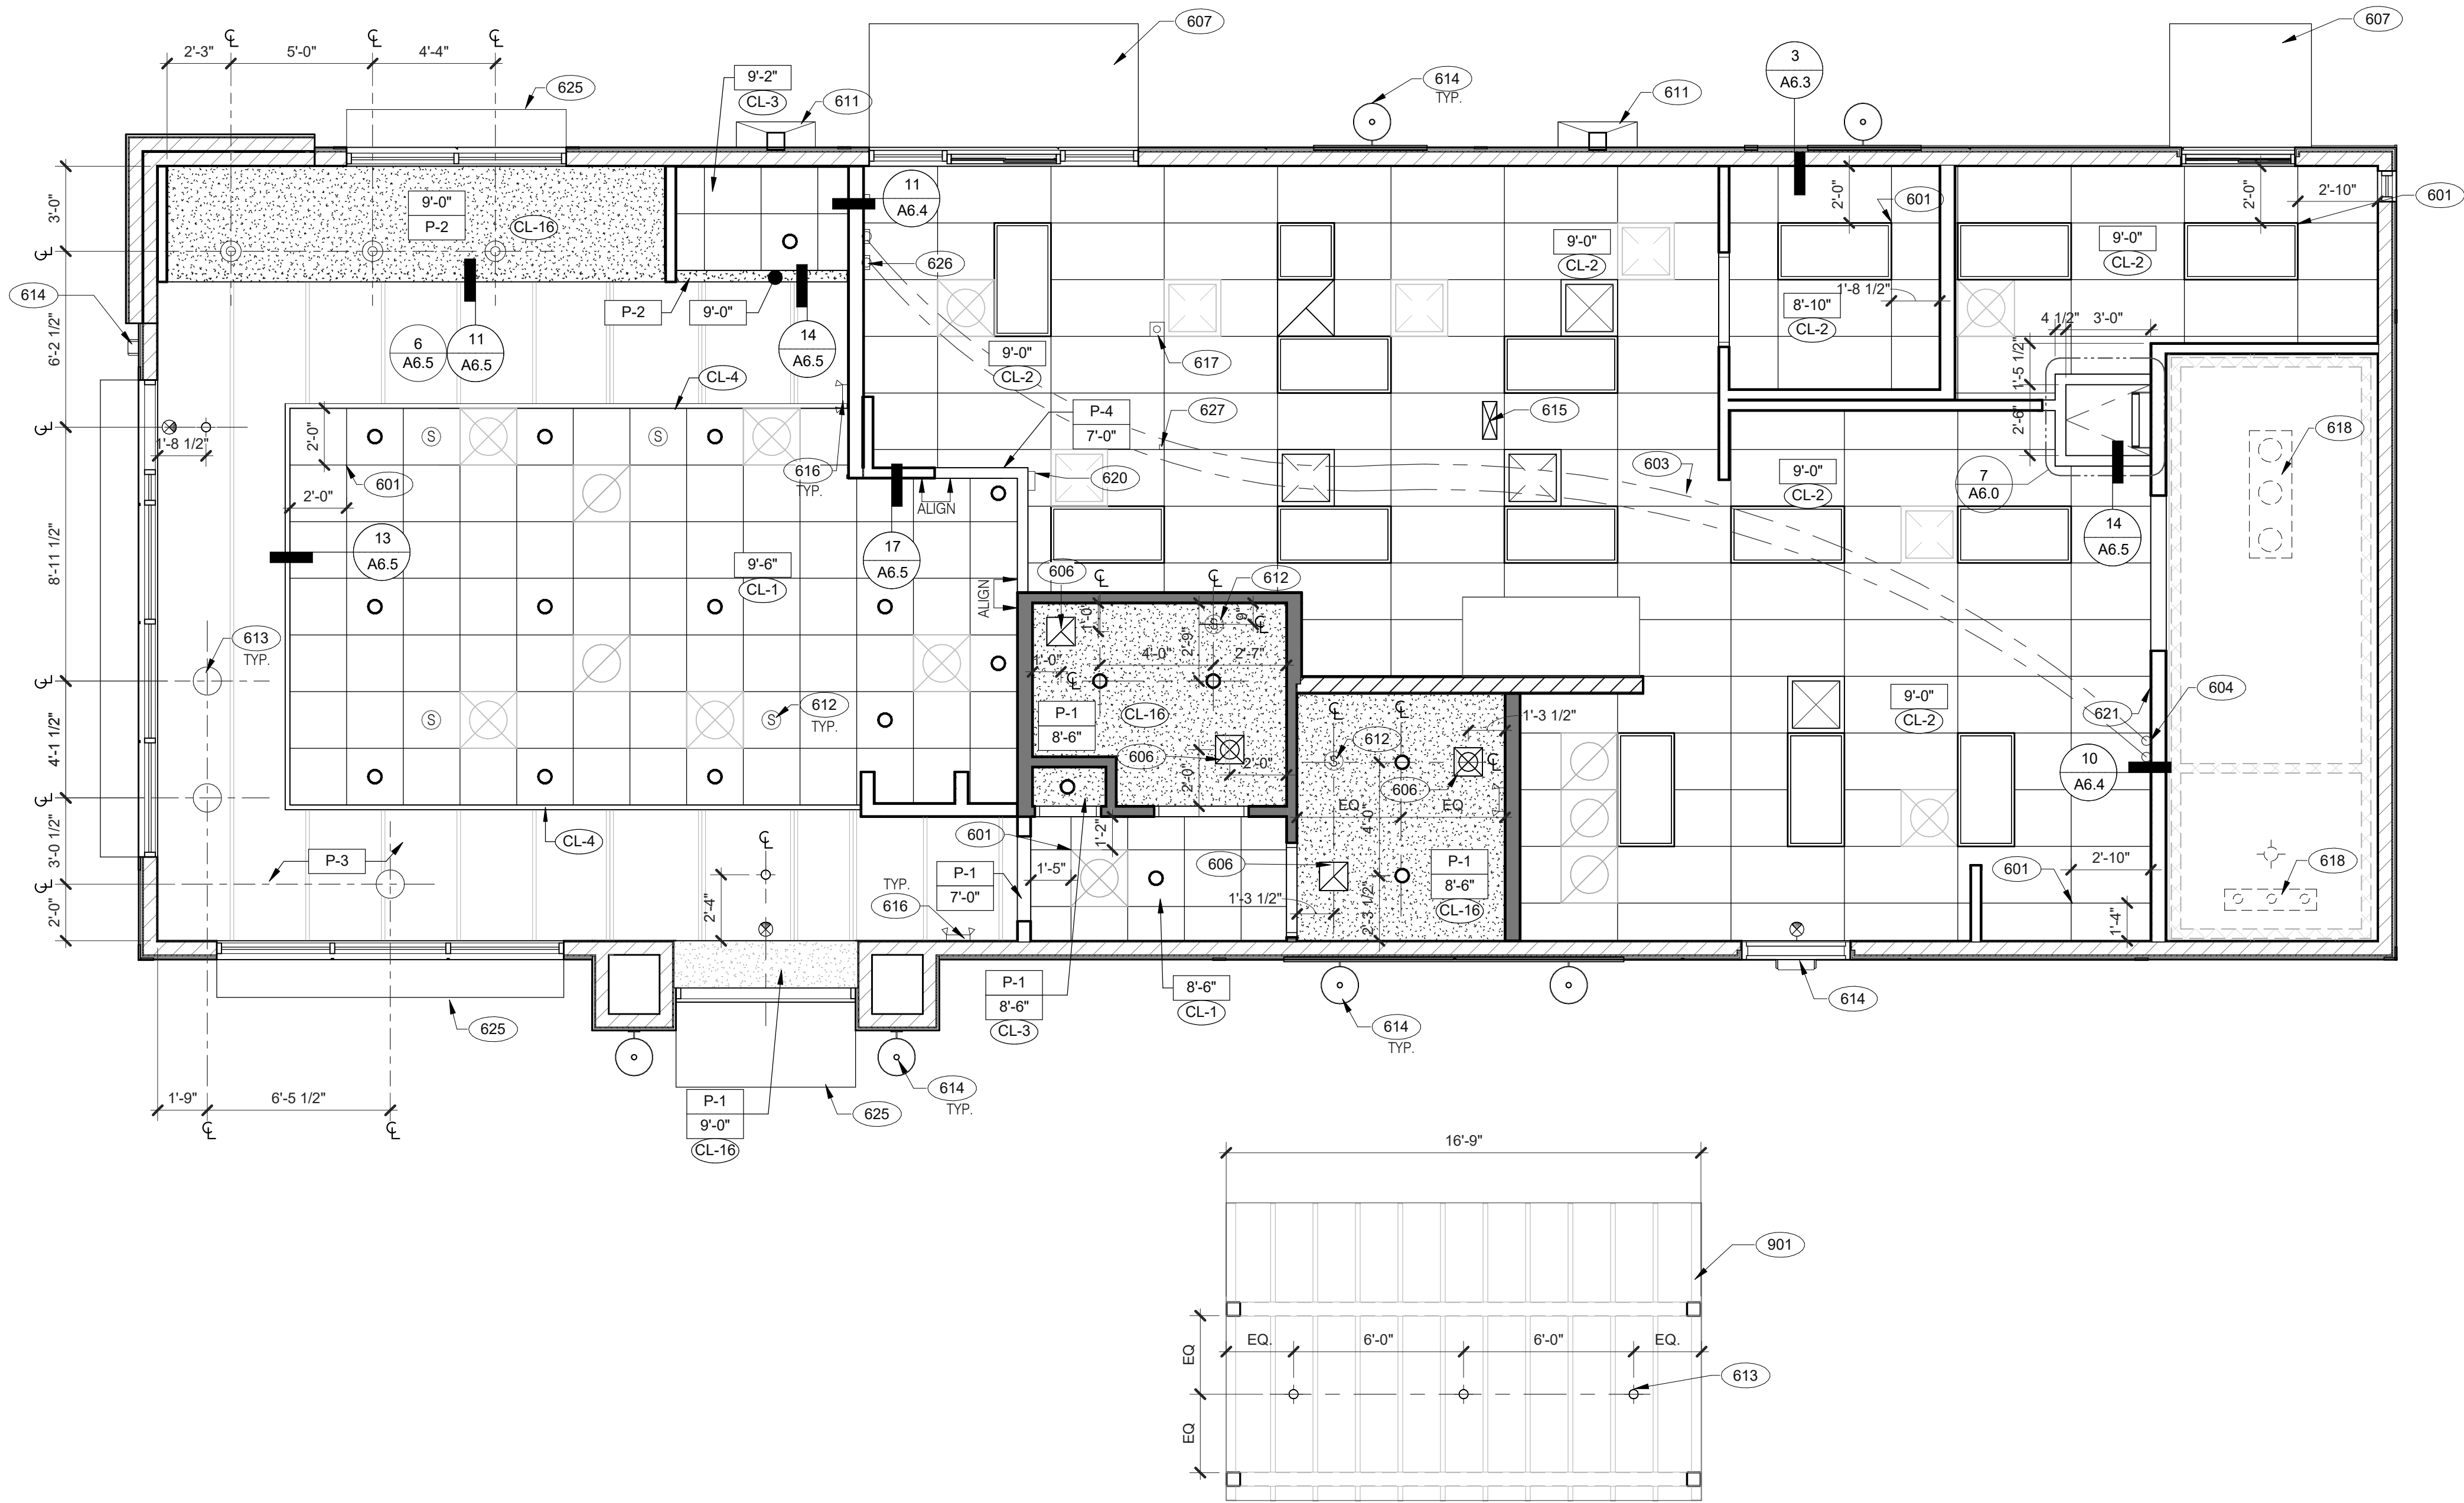 607
607
3
A6.3
2'-3"
5'-0"
4'-4"
625
9'-2"
CL-3
611
614
TYP.
611
3'-0"
9'-0"
P-2
CL-16
11
A6.4
626
9'-0"
CL-2
2'-0"
601
2'-0"
2'-10"
601
9'-0"
CL-2
614
6'-2 1/2"
P-2
9'-0"
6
A6.5
11
A6.5
14
A6.5
9'-0"
CL-2
617
8'-10"
CL-2
1'-8 1/2"
4 1/2"
3'-0"
1'-5 1/2"
2'-6"
CL-4
P-4
7'-0"
627
615
618
1'-8 1/2"
S
S
2'-0"
601
2'-0"
616
TYP.
620
603
9'-0"
CL-2
7
A6.0
14
A6.5
ALIGN
8'-11 1/2"
13
A6.5
9'-6"
CL-1
17
A6.5
ALIGN
606
612
1'-0"
9"
2'-9"
613
TYP.
1'-0"
4'-0"
2'-7"
604
621
S
S
612
TYP.
P-1
8'-6"
CL-16
606
2'-0"
2'-0"
612
S
1'-3 1/2"
9'-0"
CL-2
4'-1 1/2"
10
A6.4
606
EQ
EQ
4'-0"
3'-0 1/2"
P-3
CL-4
601
1'-2"
1'-5"
606
P-1
8'-6"
CL-16
1'-3 1/2"
2'-3 1/2"
601
2'-10"
1'-4"
618
2'-0"
2'-4"
TYP.
616
P-1
7'-0"
P-1
8'-6"
CL-3
8'-6"
CL-1
614
614
TYP.
625
614
TYP.
625
P-1
9'-0"
CL-16
1'-9"
6'-5 1/2"
16'-9"
901
EQ.
6'-0"
6'-0"
EQ.
EQ
613
EQ